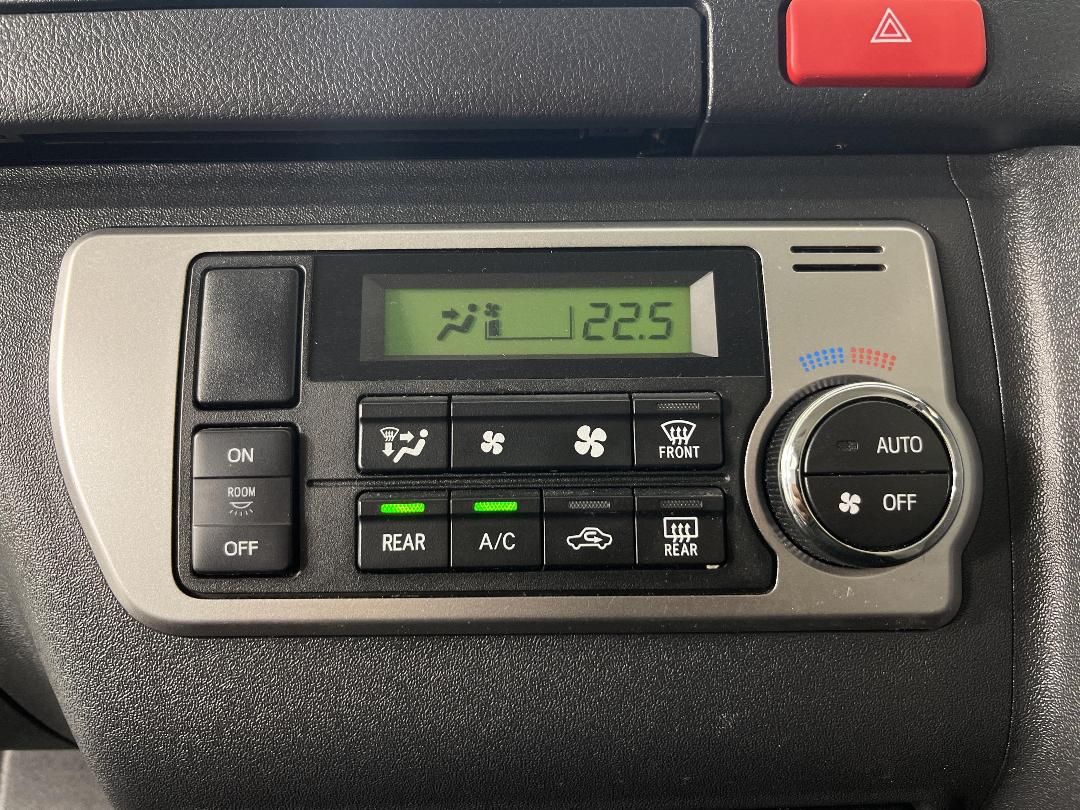 22.5
ON
ROOM
OFF
FRONT
REAR
A/C
REAR
AUTO
OFF